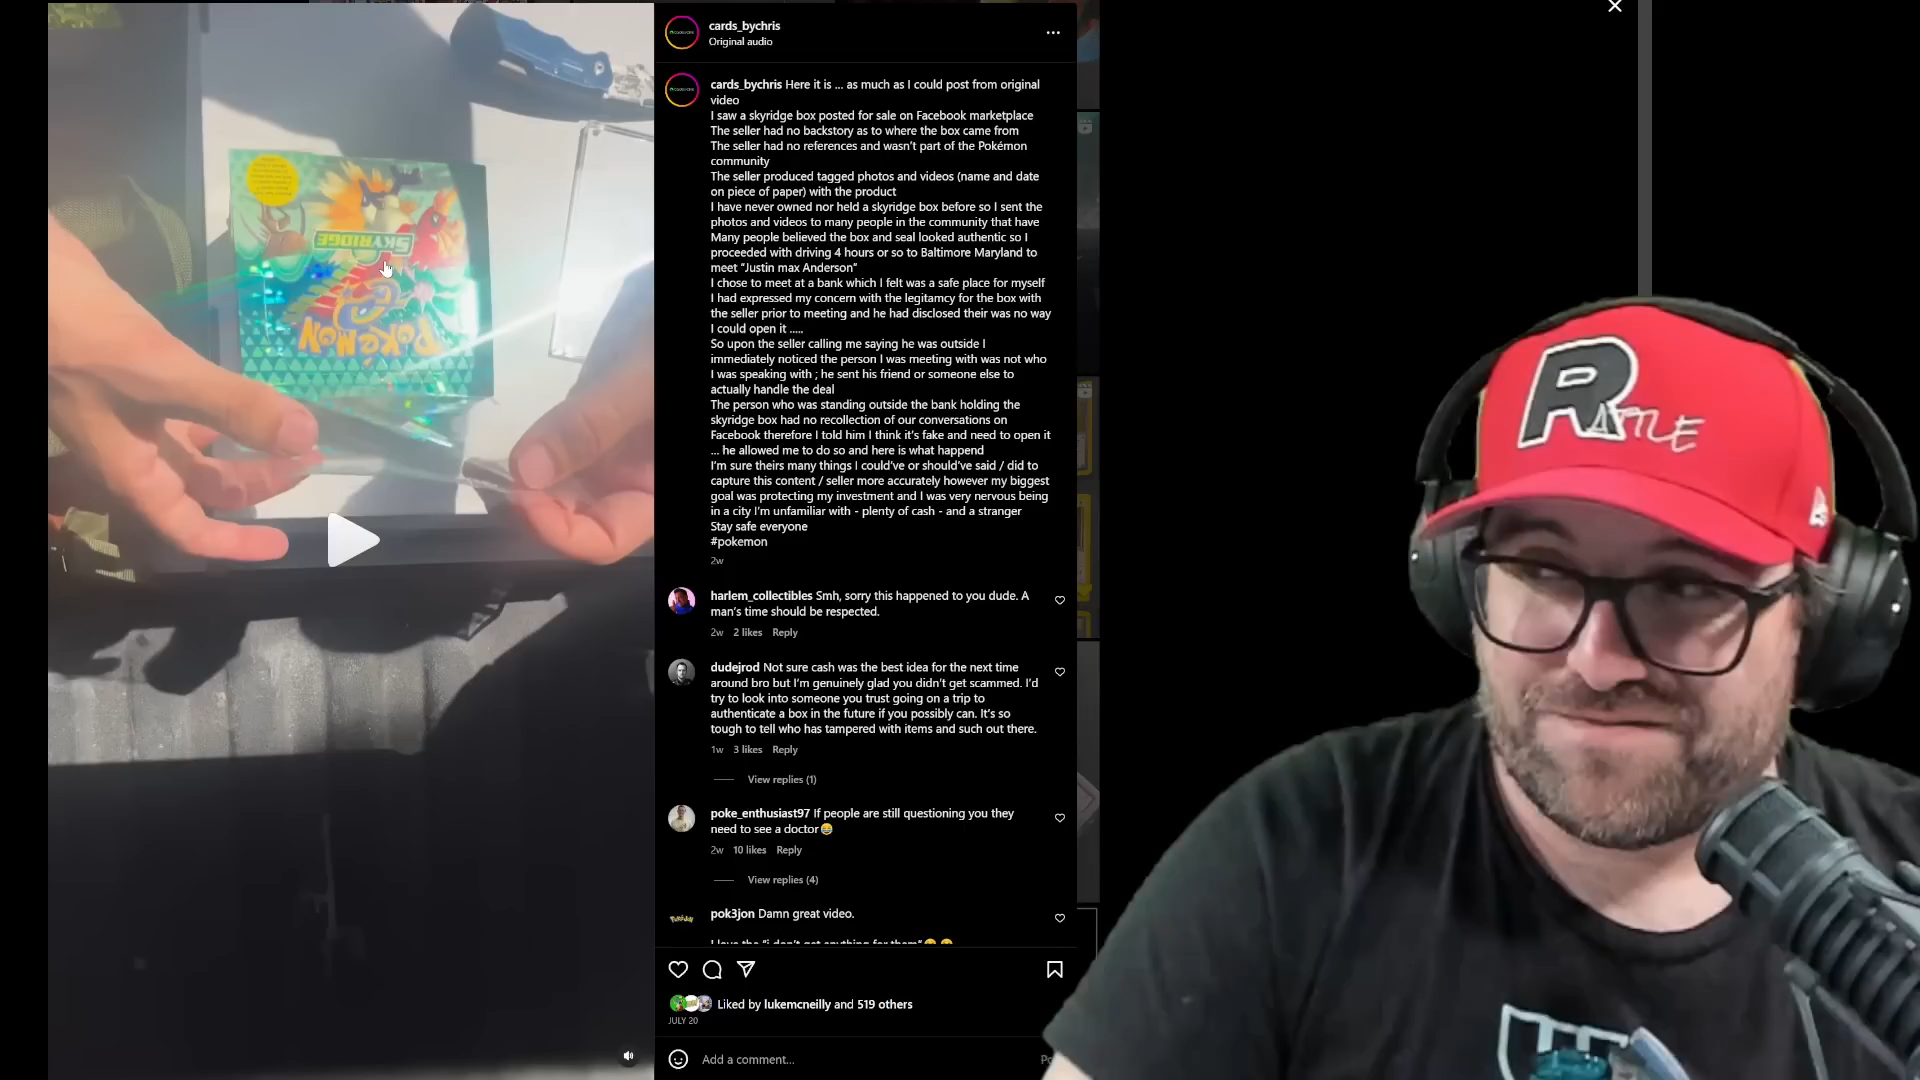 cards_bychris
Original audio
cards_bychris Here it is ... as much as I could post from original
video
I saw a skyridge box posted for sale on Facebook marketplace
The seller had no backstory as to where the box came from
The seller had no references and wasn't part of the Pokémon
community
The seller produced tagged photos and videos (name and date
on piece of paper) with the product
I have never owned nor held a skyridge box before so I sent the
photos and videos to many people in the community that have
Many people believed the box and seal looked authentic so I
proceeded with driving 4 hours or so to Baltimore Maryland to
meet "Justin max Anderson"
I chose to meet at a bank which I felt was a safe place for myself
I had expressed my concern with the legitamcy for the box with
the seller prior to meeting and he had disclosed their was no way
I could open it .....
So upon the seller calling me saying he was outside I
immediately noticed the person I was meeting with was not who
I was speaking with ; he sent his friend or someone else to
actually handle the deal
The person who was standing outside the bank holding the
skyridge box had no recollection of our conversations on
Facebook therefore I told him I think it's fake and need to open it
... he allowed me to do so and here is what happend
I'm sure theirs many things I could've or should've said / did to
capture this content / seller more accurately however my biggest
goal was protecting my investment and I was very nervous being
in a city I'm unfamiliar with - plenty of cash - and a stranger
Stay safe everyone
#pokemon
2w
harlem_collectibles Smh, sorry this happened to you dude. A
man's time should be respected.
2w 2 likes Reply
dudejrod Not sure cash was the best idea for the next time
around bro but I'm genuinely glad you didn't get scammed. I'd
try to look into someone you trust going on a trip to
authenticate a box in the future if you possibly can. It's so
tough to tell who has tampered with items and such out there.
1w 3 likes Reply
View replies (1)
poke_enthusiast97 If people are still questioning you they
need to see a doctor😂
2w 10 likes Reply
View replies (4)
pok3jon Damn great video.
I love the "i don't get anything for them"
Liked by lukemcneilly and 519 others
JULY 20
Add a comment...
SKYRIDGE
POKéMON
RATTLE